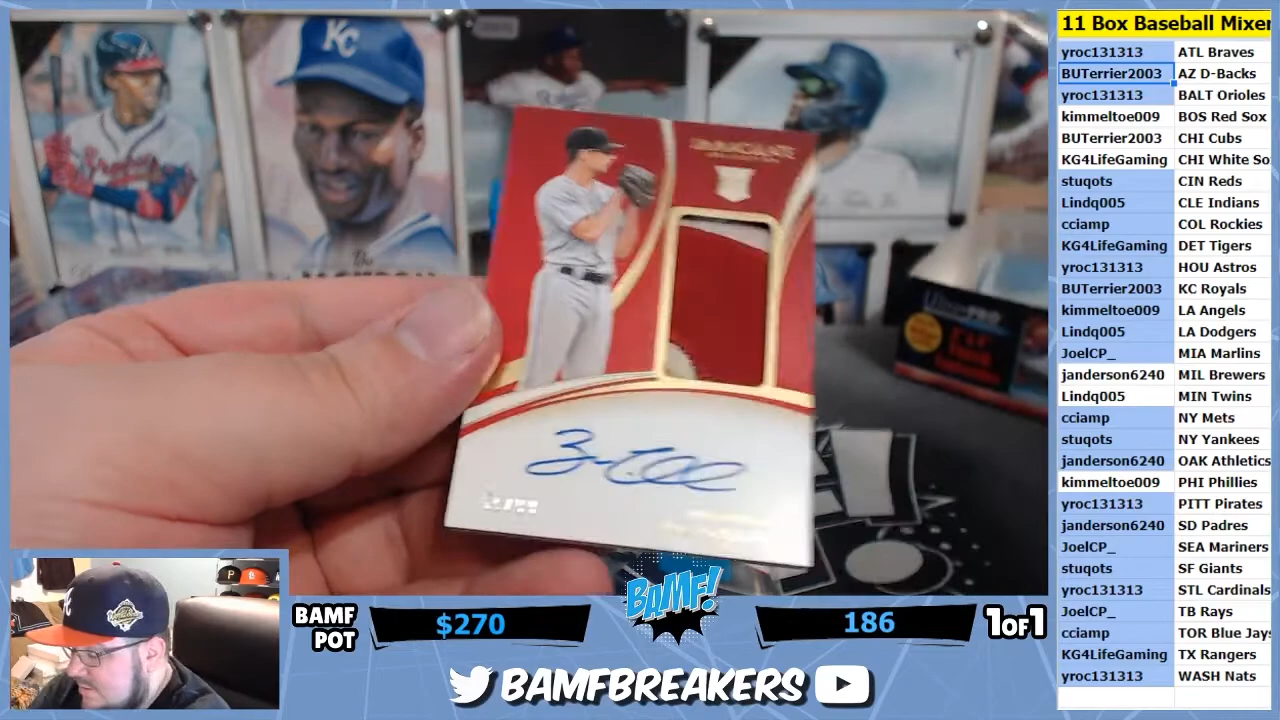 KC
IMMACULATE
11 Box Baseball Mixer
yroc131313 ATL Braves
BUTerrier2003 AZ D-Backs
yroc131313 BALT Orioles
kimmeltoe009 BOS Red Sox
BUTerrier2003 CHI Cubs
KG4LifeGaming CHI White So
stuqots CIN Reds
Lindq005 CLE Indians
cciamp COL Rockies
KG4LifeGaming DET Tigers
yroc131313 HOU Astros
BUTerrier2003 KC Royals
kimmeltoe009 LA Angels
Lindq005 LA Dodgers
JoelCP_ MIA Marlins
janderson6240 MIL Brewers
Lindq005 MIN Twins
cciamp NY Mets
stuqots NY Yankees
janderson6240 OAK Athletics
kimmeltoe009 PHI Phillies
yroc131313 PITT Pirates
janderson6240 SD Padres
JoelCP_ SEA Mariners
stuqots SF Giants
yroc131313 STL Cardinals
JoelCP_ TB Rays
cciamp TOR Blue Jays
KG4LifeGaming TX Rangers
yroc131313 WASH Nats
BAMF POT
$270
BAMF!
186
1OF1
BAMFBREAKERS